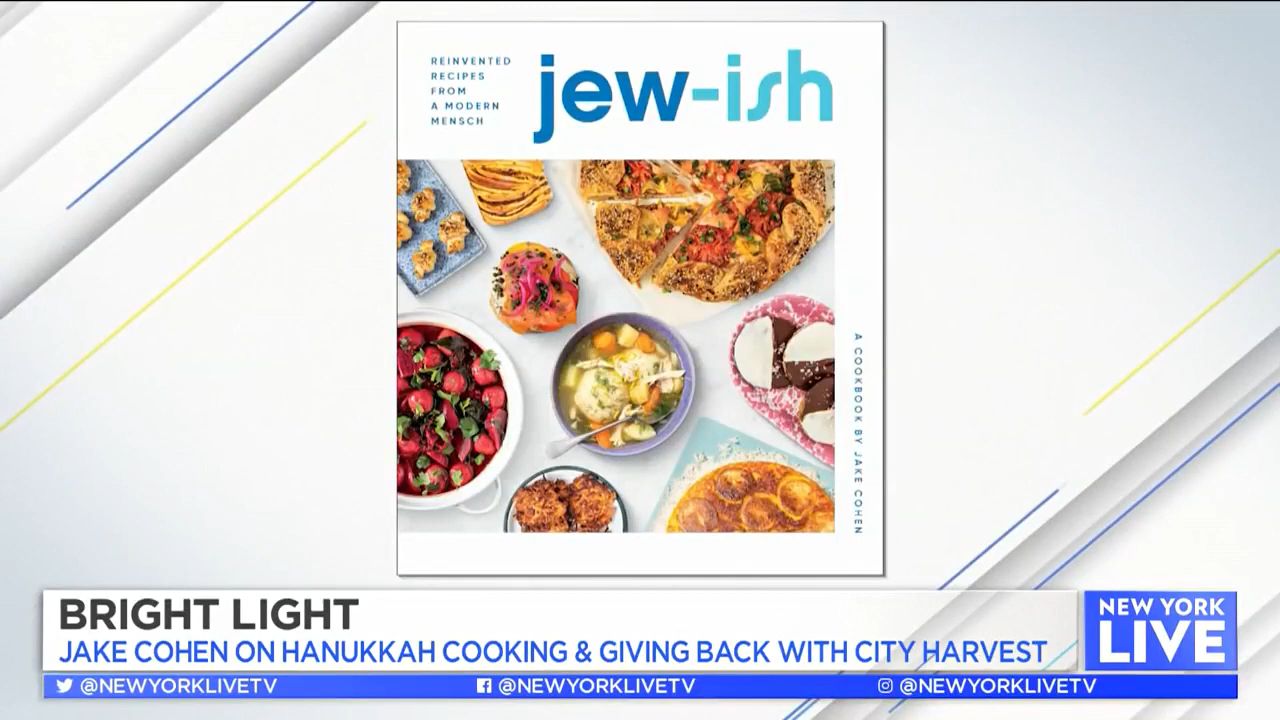 REINVENTED
RECIPES
FROM
A MODERN
MENSCH
jew-ish
A COOKBOOK BY JAKE COHEN
BRIGHT LIGHT
JAKE COHEN ON HANUKKAH COOKING & GIVING BACK WITH CITY HARVEST
NEW YORK
LIVE
@NEWYORKLIVETV
@NEWYORKLIVETV
@NEWYORKLIVETV